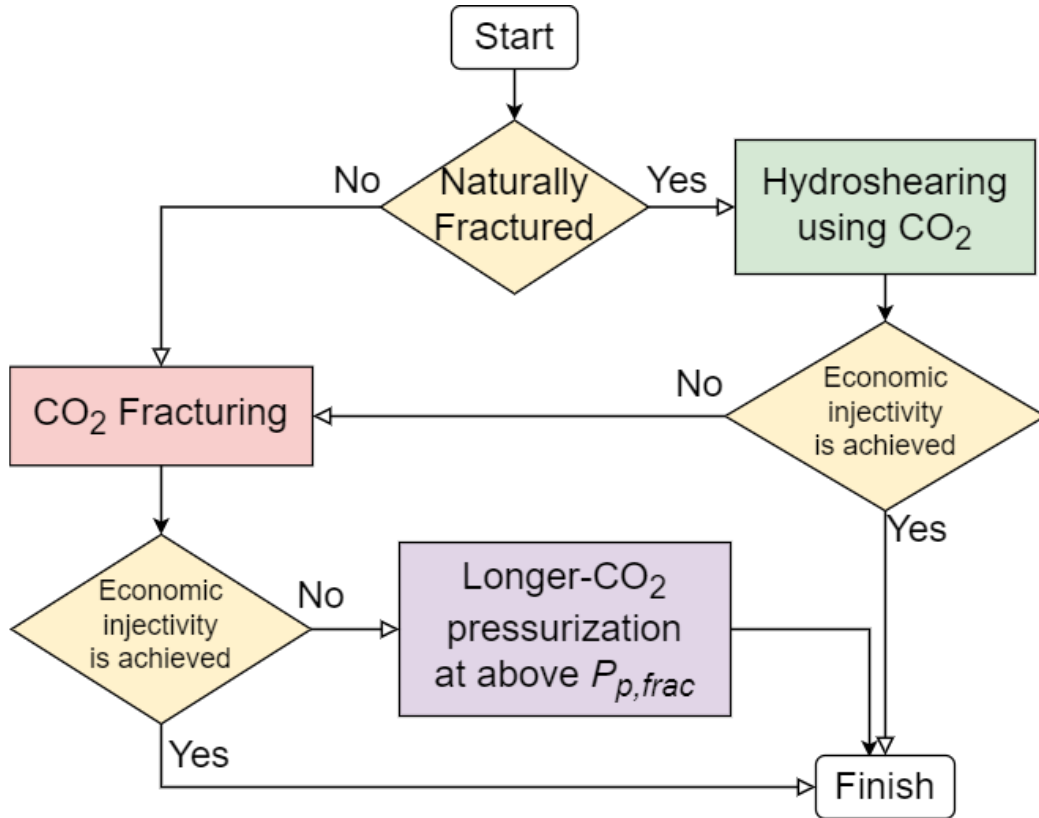 Start
No
Naturally
Fractured
Yes
Hydroshearing
using CO₂
No
Economic
injectivity
is achieved
CO₂ Fracturing
Yes
Economic
injectivity
is achieved
No
Longer-CO₂
pressurization
at above Pp,frac
Yes
Finish